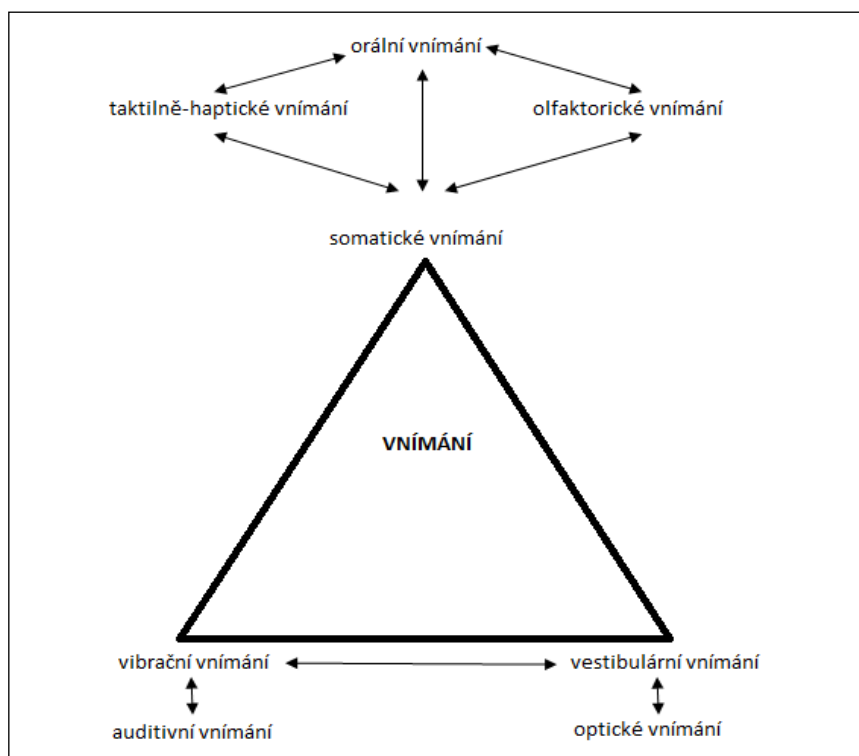 orální vnímání
taktilně-haptické vnímání
olfaktorické vnímání
somatické vnímání
VNÍMÁNÍ
vibrační vnímání
vestibulární vnímání
auditivní vnímání
optické vnímání